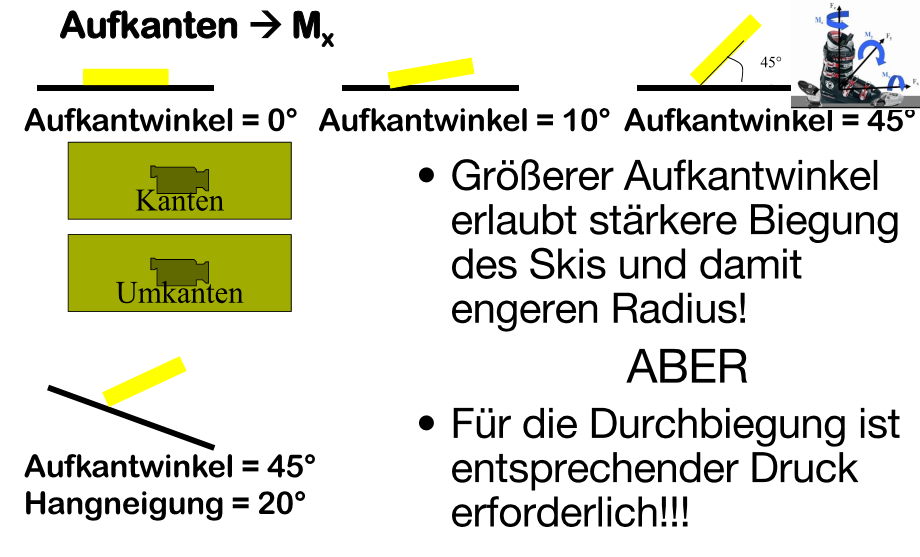 Aufkanten → Mx
45°
Aufkantwinkel = 0°
Aufkantwinkel = 10°
Aufkantwinkel = 45°
Kanten
Umkanten
• Größerer Aufkantwinkel
erlaubt stärkere Biegung
des Skis und damit
engeren Radius!
ABER
• Für die Durchbiegung ist
entsprechender Druck
erforderlich!!!
Aufkantwinkel = 45°
Hangneigung = 20°